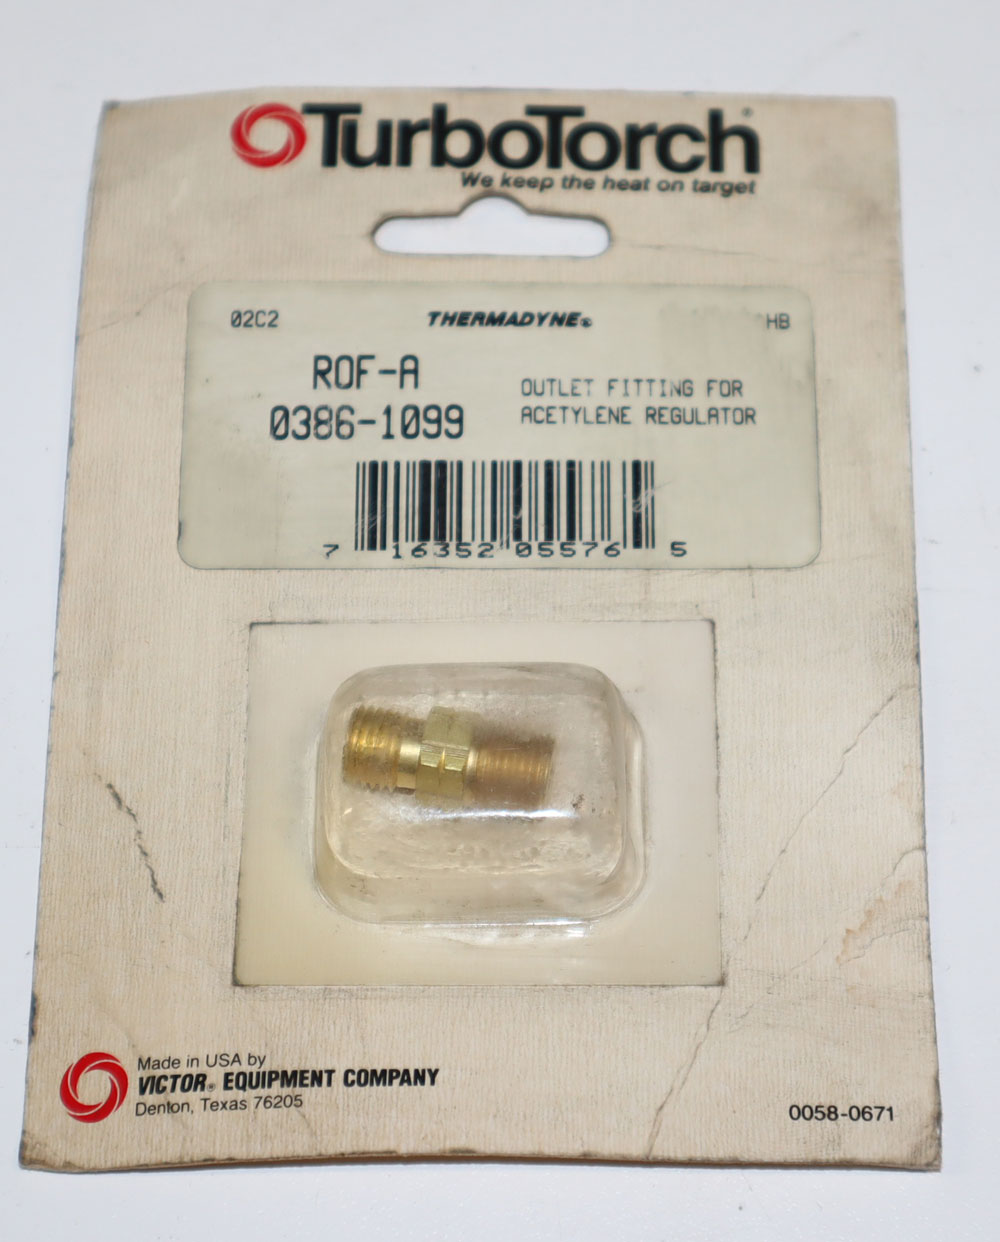 TurboTorch®
We keep the heat on target
02C2 THERMADYNE® HB
ROF-A
0386-1099
OUTLET FITTING FOR
ACETYLENE REGULATOR
7 16352 05576 5
Made in USA by
VICTOR® EQUIPMENT COMPANY
Denton, Texas 76205
0058-0671